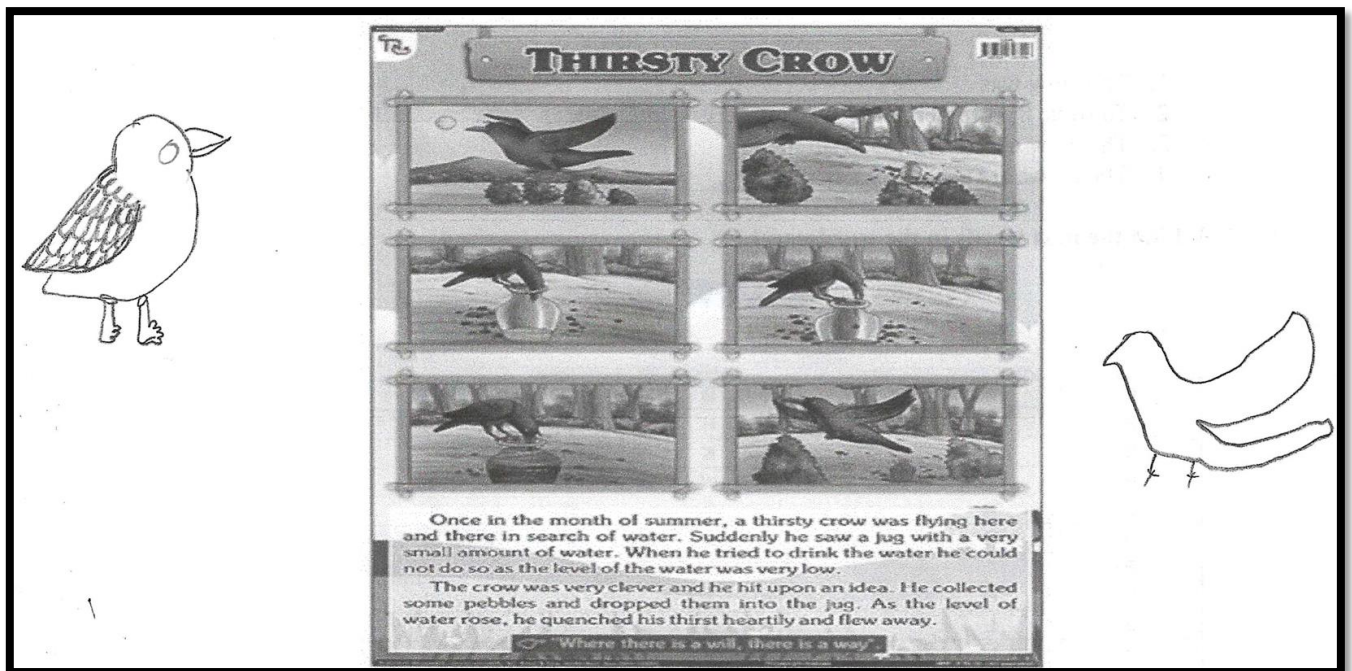 THIRSTY CROW
Once in the month of summer, a thirsty crow was flying here
and there in search of water. Suddenly he saw a jug with a very
small amount of water. When he tried to drink the water he could
not do so as the level of the water was very low.
The crow was very clever and he hit upon an idea. He collected
some pebbles and dropped them into the jug. As the level of
water rose, he quenched his thirst heartily and flew away.
"Where there is a will, there is a way".